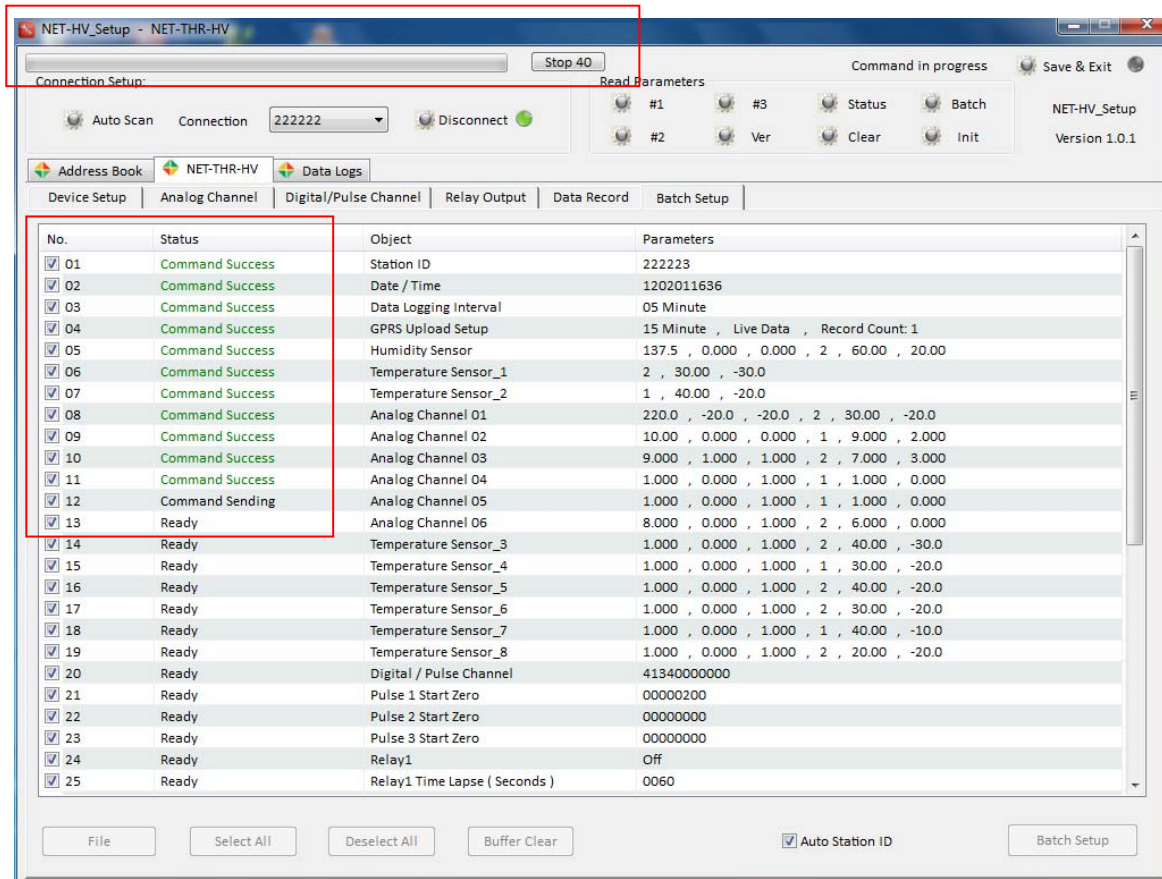 NET-HV_Setup - NET-THR-HV
Stop 40
Command in progress
Save & Exit
Connection Setup:
Read Parameters
Auto Scan Connection 222222 Disconnect
#1 #3 Status Batch
NET-HV_Setup
#2 Ver Clear Init
Version 1.0.1
Address Book NET-THR-HV Data Logs
Device Setup Analog Channel Digital/Pulse Channel Relay Output Data Record Batch Setup
No. Status Object Parameters
01 Command Success Station ID 222223
02 Command Success Date / Time 1202011636
03 Command Success Data Logging Interval 05 Minute
04 Command Success GPRS Upload Setup 15 Minute , Live Data , Record Count: 1
05 Command Success Humidity Sensor 137.5 , 0.000 , 0.000 , 2 , 60.00 , 20.00
06 Command Success Temperature Sensor_1 2 , 30.00 , -30.0
07 Command Success Temperature Sensor_2 1 , 40.00 , -20.0
08 Command Success Analog Channel 01 220.0 , -20.0 , -20.0 , 2 , 30.00 , -20.0
09 Command Success Analog Channel 02 10.00 , 0.000 , 0.000 , 1 , 9.000 , 2.000
10 Command Success Analog Channel 03 9.000 , 1.000 , 1.000 , 2 , 7.000 , 3.000
11 Command Success Analog Channel 04 1.000 , 0.000 , 1.000 , 1 , 1.000 , 0.000
12 Command Sending Analog Channel 05 1.000 , 0.000 , 1.000 , 1 , 1.000 , 0.000
13 Ready Analog Channel 06 8.000 , 0.000 , 1.000 , 2 , 6.000 , 0.000
14 Ready Temperature Sensor_3 1.000 , 0.000 , 1.000 , 2 , 40.00 , -30.0
15 Ready Temperature Sensor_4 1.000 , 0.000 , 1.000 , 1 , 30.00 , -20.0
16 Ready Temperature Sensor_5 1.000 , 0.000 , 1.000 , 2 , 40.00 , -20.0
17 Ready Temperature Sensor_6 1.000 , 0.000 , 1.000 , 2 , 30.00 , -20.0
18 Ready Temperature Sensor_7 1.000 , 0.000 , 1.000 , 1 , 40.00 , -10.0
19 Ready Temperature Sensor_8 1.000 , 0.000 , 1.000 , 2 , 20.00 , -20.0
20 Ready Digital / Pulse Channel 41340000000
21 Ready Pulse 1 Start Zero 00000200
22 Ready Pulse 2 Start Zero 00000000
23 Ready Pulse 3 Start Zero 00000000
24 Ready Relay1 Off
25 Ready Relay1 Time Lapse ( Seconds ) 0060
File Select All Deselect All Buffer Clear Auto Station ID Batch Setup